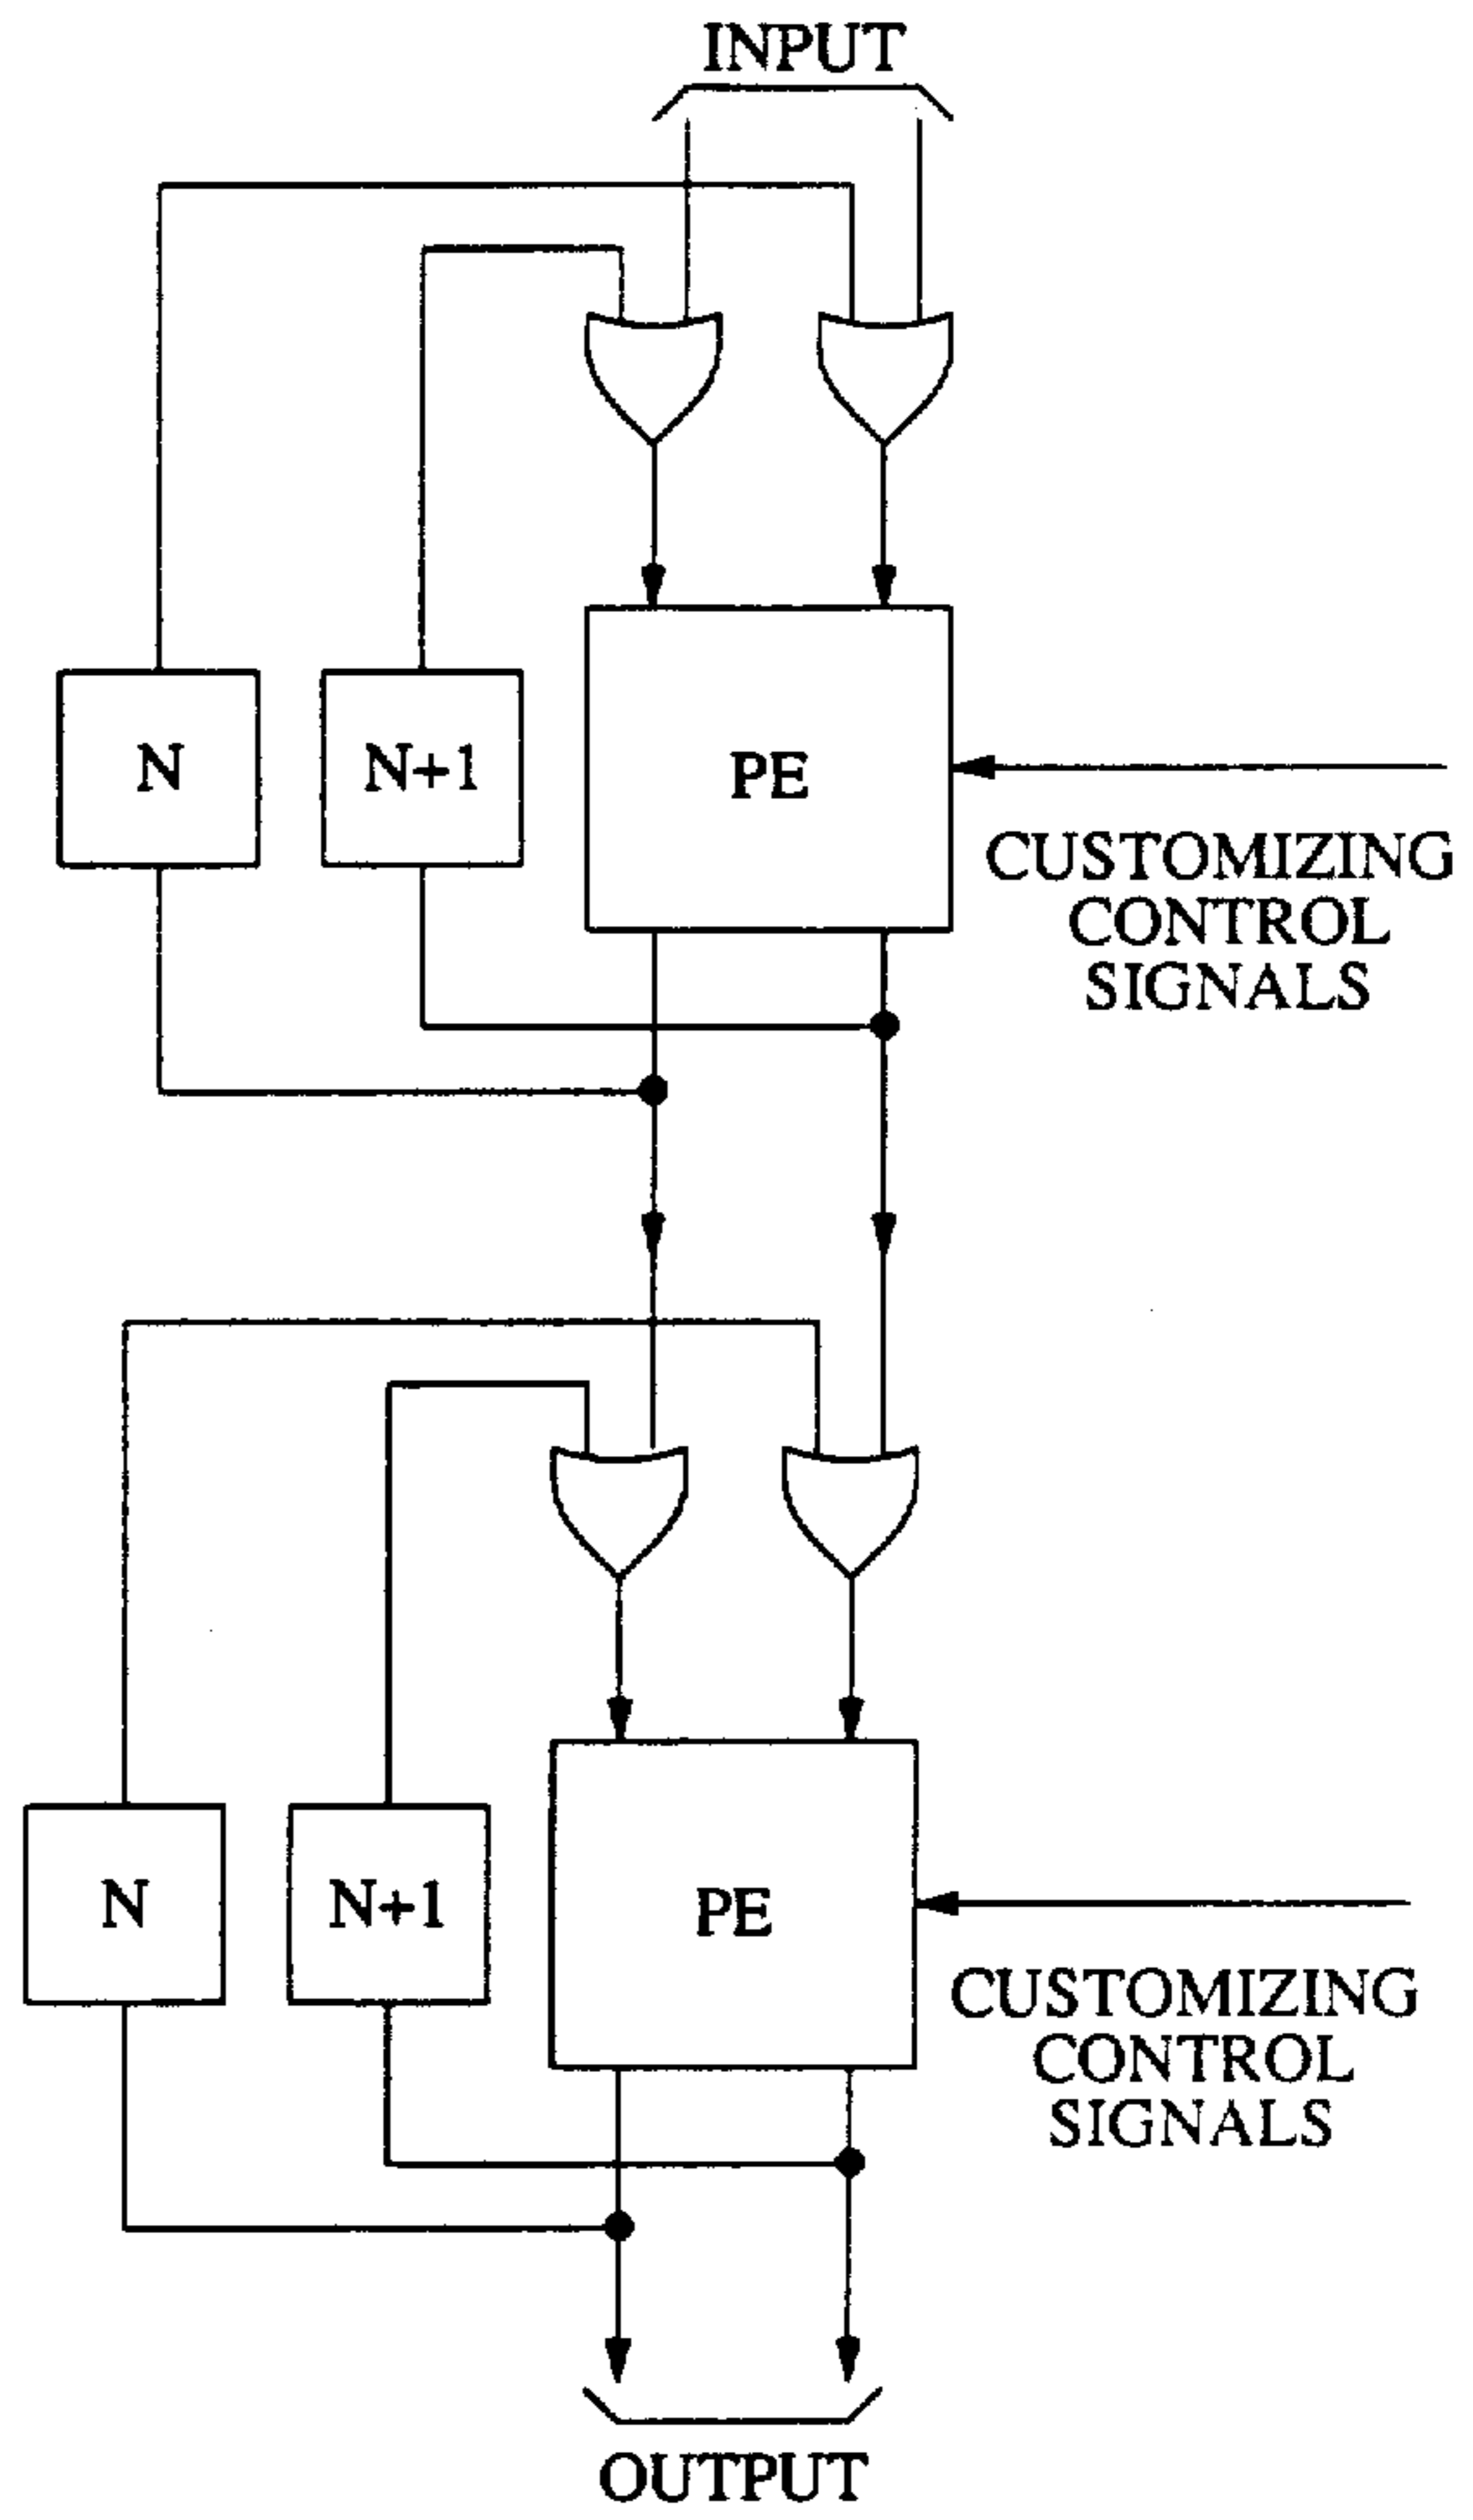 INPUT
N
N+1
PE
CUSTOMIZING
CONTROL
SIGNALS
N
N+1
PE
CUSTOMIZING
CONTROL
SIGNALS
OUTPUT